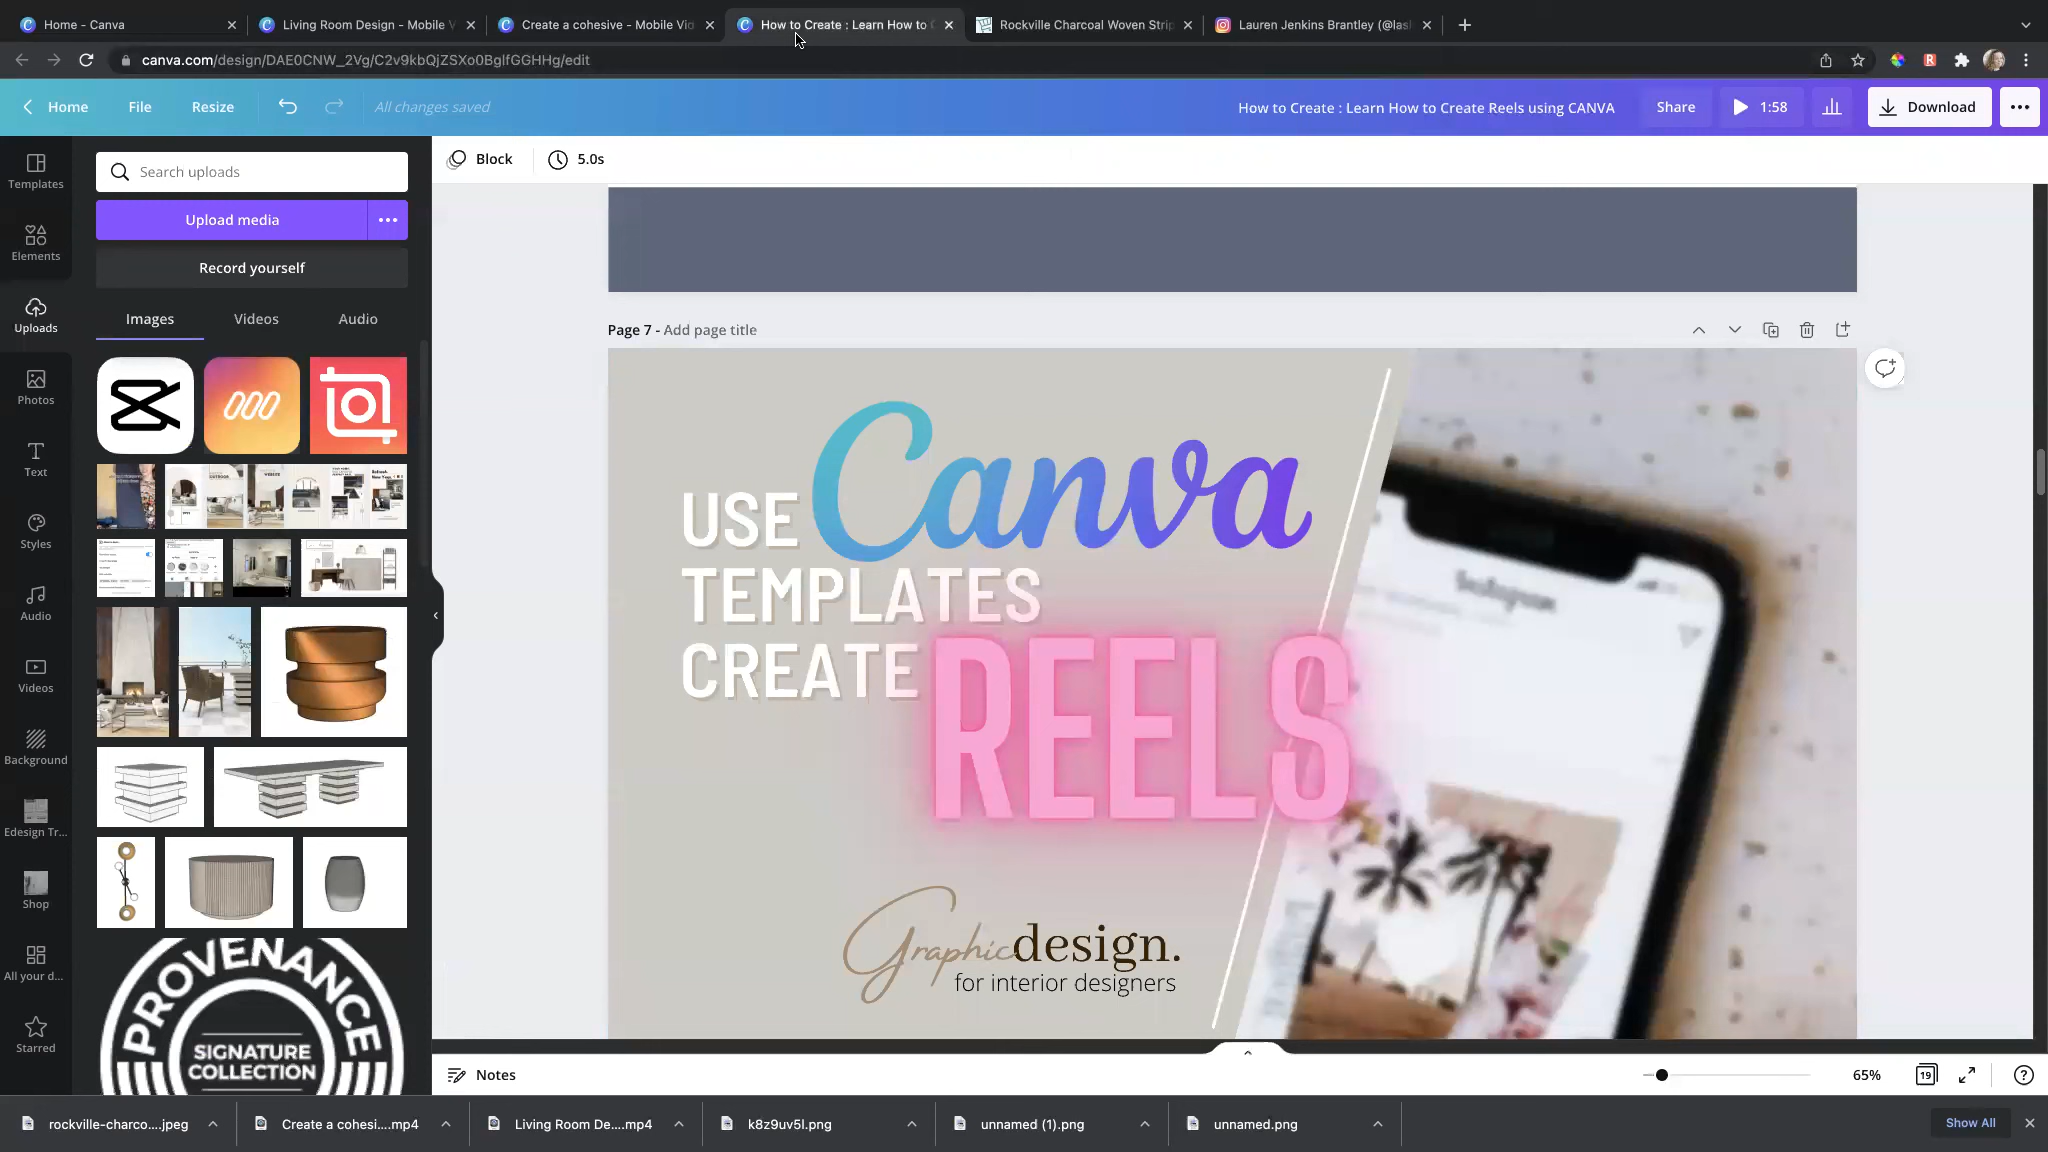 Home - Canva
Living Room Design - Mobile V
Create a cohesive - Mobile Vid
How to Create : Learn How to C
Rockville Charcoal Woven Strip
Lauren Jenkins Brantley (@las
canva.com/design/DAE0CNW_2Vg/C2v9kbQjZSXo0BglfGGHHg/edit
Home
File
Resize
All changes saved
How to Create : Learn How to Create Reels using CANVA
Share
1:58
Download
Templates
Elements
Uploads
Photos
Text
Styles
Audio
Videos
Background
Edesign Tr...
Shop
All your d...
Starred
Search uploads
Upload media
Record yourself
Images
Videos
Audio
PROVENANCE
SIGNATURE
COLLECTION
Block
5.0s
Page 7 - Add page title
USE Canva
TEMPLATES
CREATE REELS
Graphicdesign.
for interior designers
Instagram
Notes
65%
19
rockville-charco....jpeg
Create a cohesi....mp4
Living Room De....mp4
k8z9uv5l.png
unnamed (1).png
unnamed.png
Show All